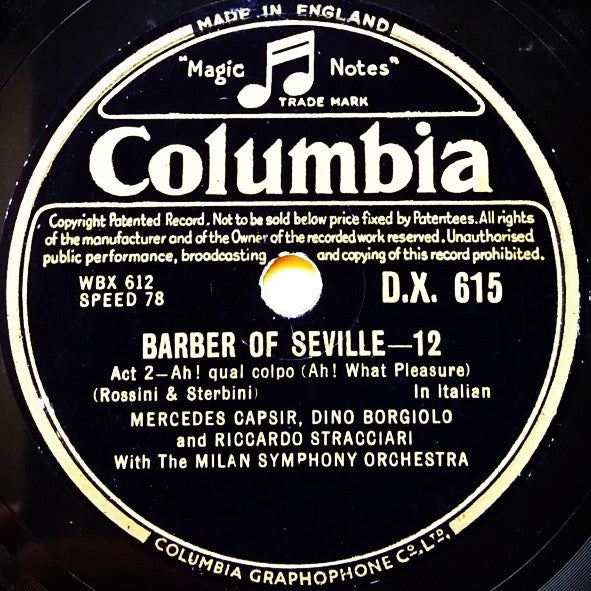 MADE IN ENGLAND
"Magic Notes"
TRADE MARK
Columbia
Copyright Patented Record. Not to be sold below price fixed by Patentees. All rights
of the manufacturer and of the Owner of the recorded work reserved. Unauthorised
public performance, broadcasting and copying of this record prohibited.
WBX 612
SPEED 78
D.X. 615
BARBER OF SEVILLE—12
Act 2—Ah! qual colpo (Ah! What Pleasure)
(Rossini & Sterbini) In Italian
MERCEDES CAPSIR, DINO BORGIOLO
and RICCARDO STRACCIARI
With The MILAN SYMPHONY ORCHESTRA
COLUMBIA GRAPHOPHONE Co. LTD.